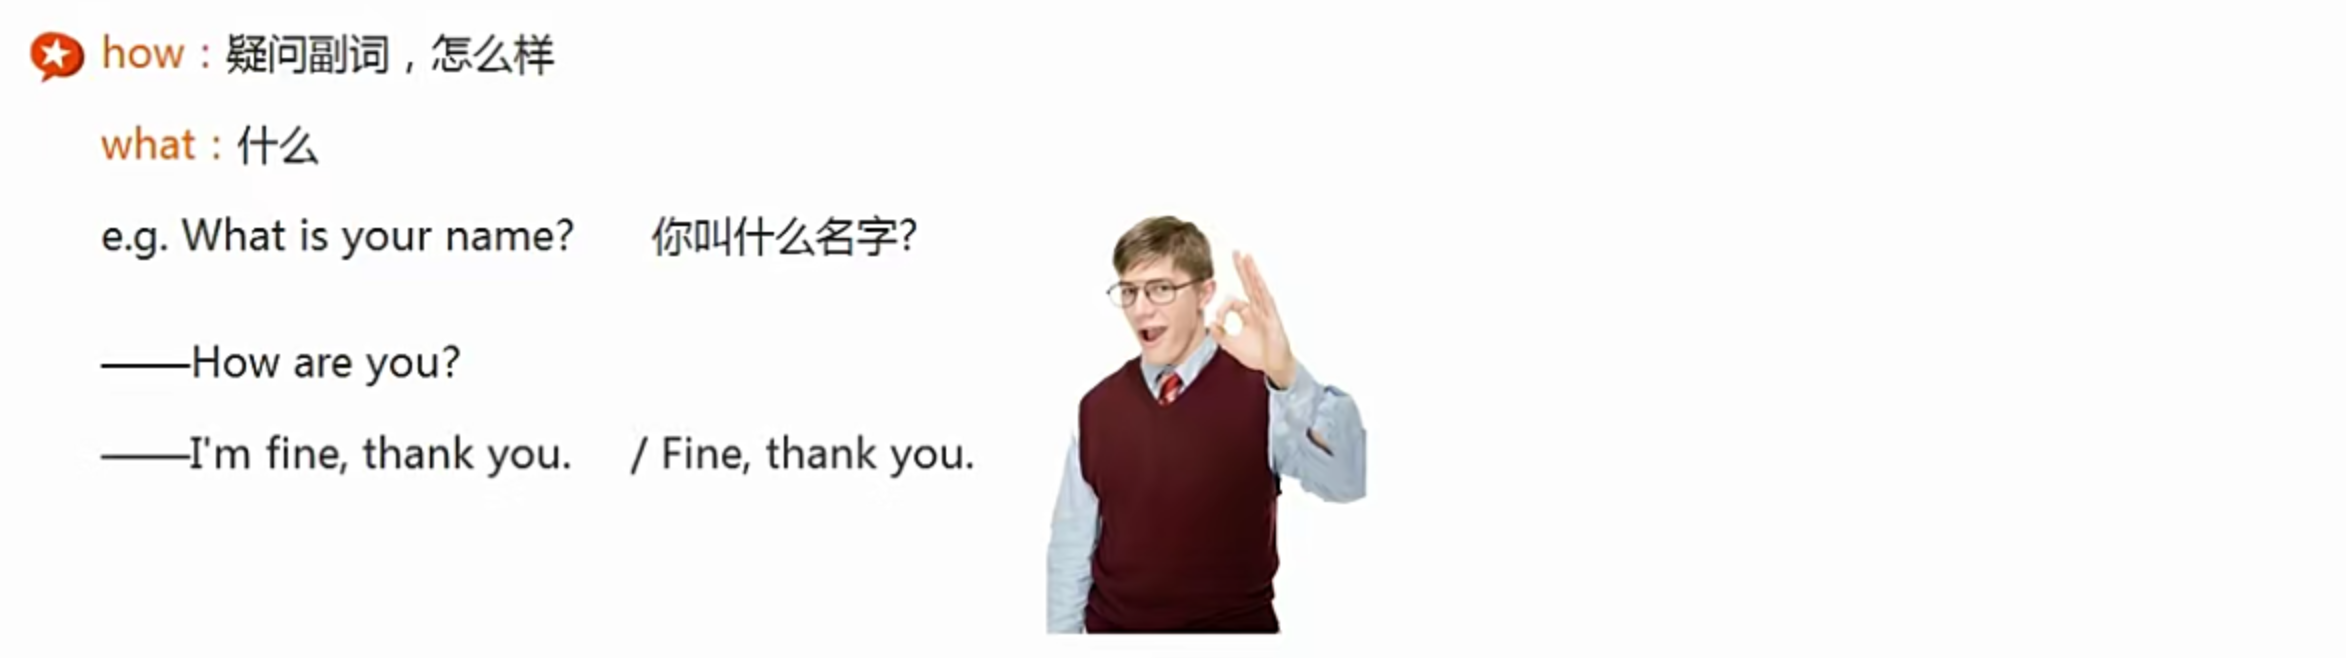 how：疑问副词，怎么样
what：什么
e.g. What is your name? 你叫什么名字?
——How are you?
——I'm fine, thank you. / Fine, thank you.